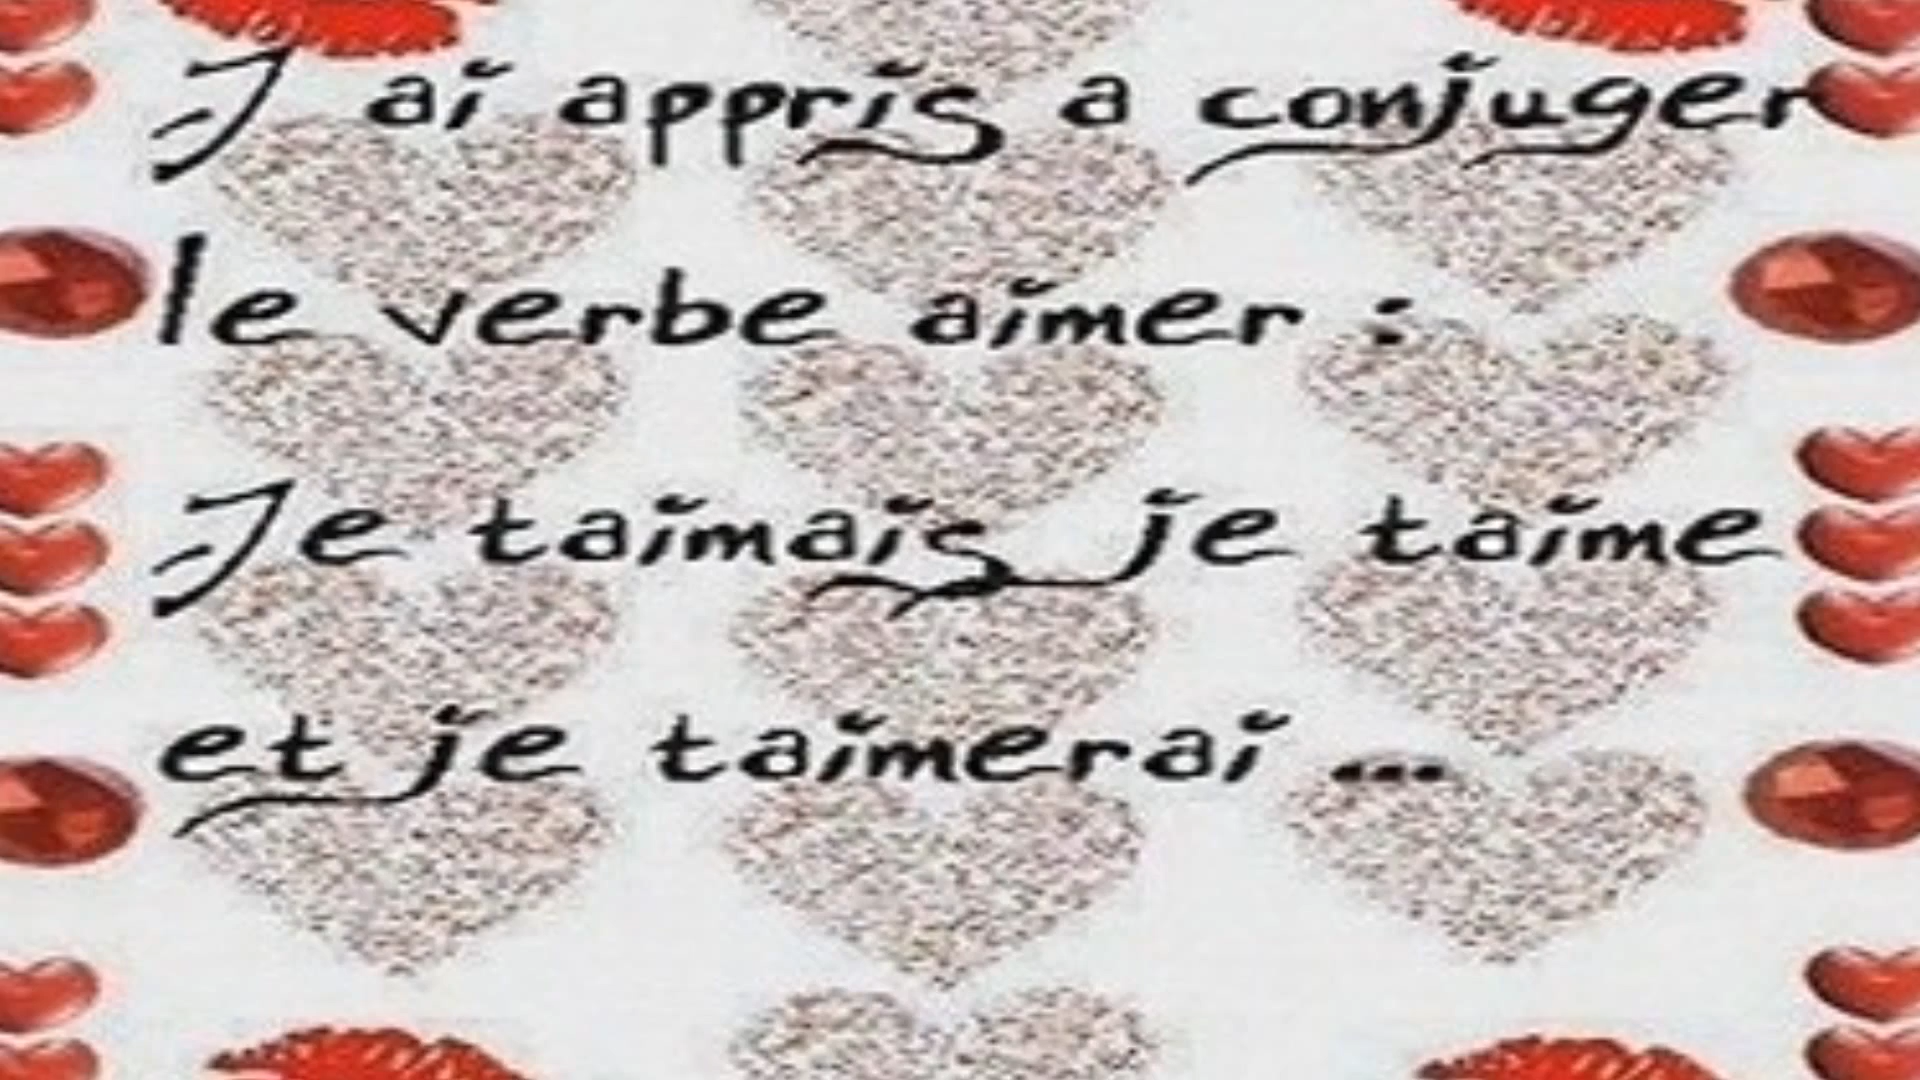 J ai appris a conjuger
le verbe aimer :
Je taimais je taime
et je taimerai ...